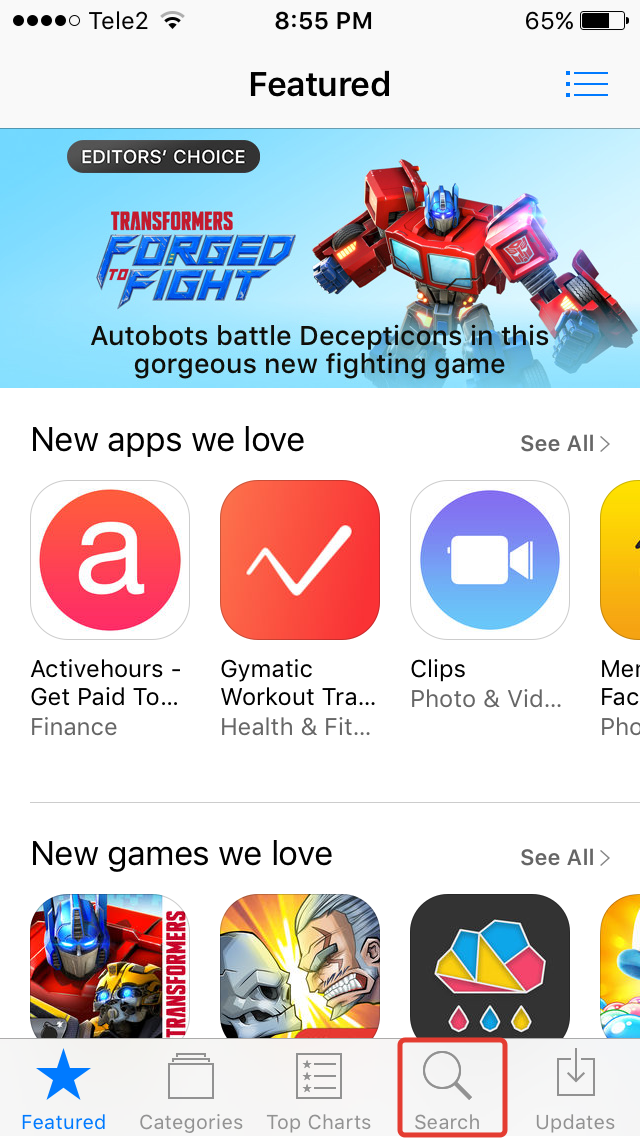 Tele2 8:55 PM 65%
Featured
EDITORS' CHOICE
TRANSFORMERS
FORGED
TO FIGHT
Autobots battle Decepticons in this
gorgeous new fighting game
New apps we love See All
a
Activehours - Gymatic Clips Mer
Get Paid To... Workout Tra... Photo & Vid... Fac
Finance Health & Fit... Pho
New games we love See All
TRANSFORMERS
Featured Categories Top Charts Search Updates